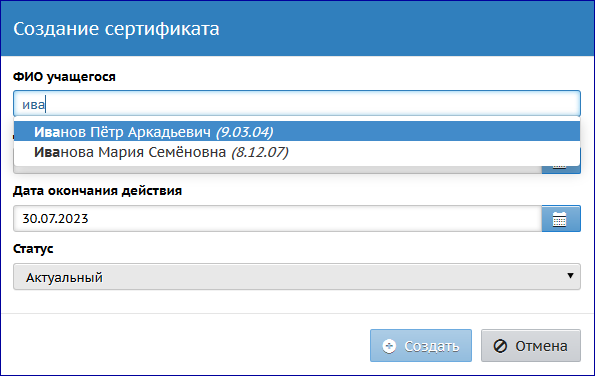 Создание сертификата
ФИО учащегося
ива
Иванов Пётр Аркадьевич (9.03.04)
Иванова Мария Семёновна (8.12.07)
Дата окончания действия
30.07.2023
Статус
Актуальный
Создать
Отмена